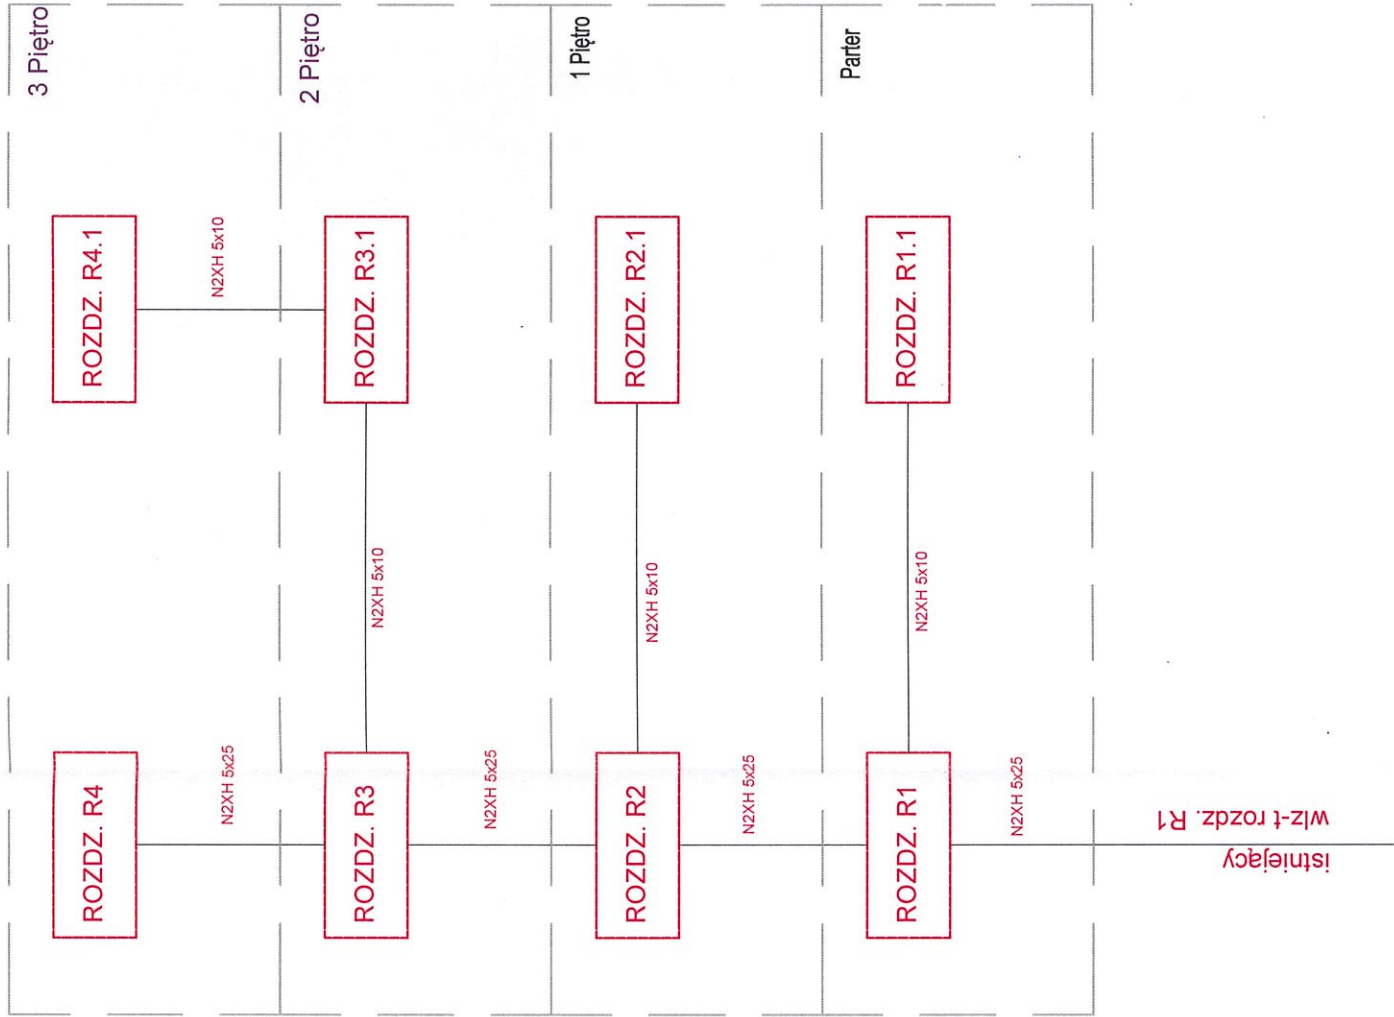 3 Piętro
ROZDZ. R4.1
N2XH 5x10
ROZDZ. R4
N2XH 5x25
2 Piętro
ROZDZ. R3.1
N2XH 5x10
ROZDZ. R3
N2XH 5x25
1 Piętro
ROZDZ. R2.1
N2XH 5x10
ROZDZ. R2
N2XH 5x25
Parter
ROZDZ. R1.1
N2XH 5x10
ROZDZ. R1
N2XH 5x25
istniejący
wlz-t rozdz. R1